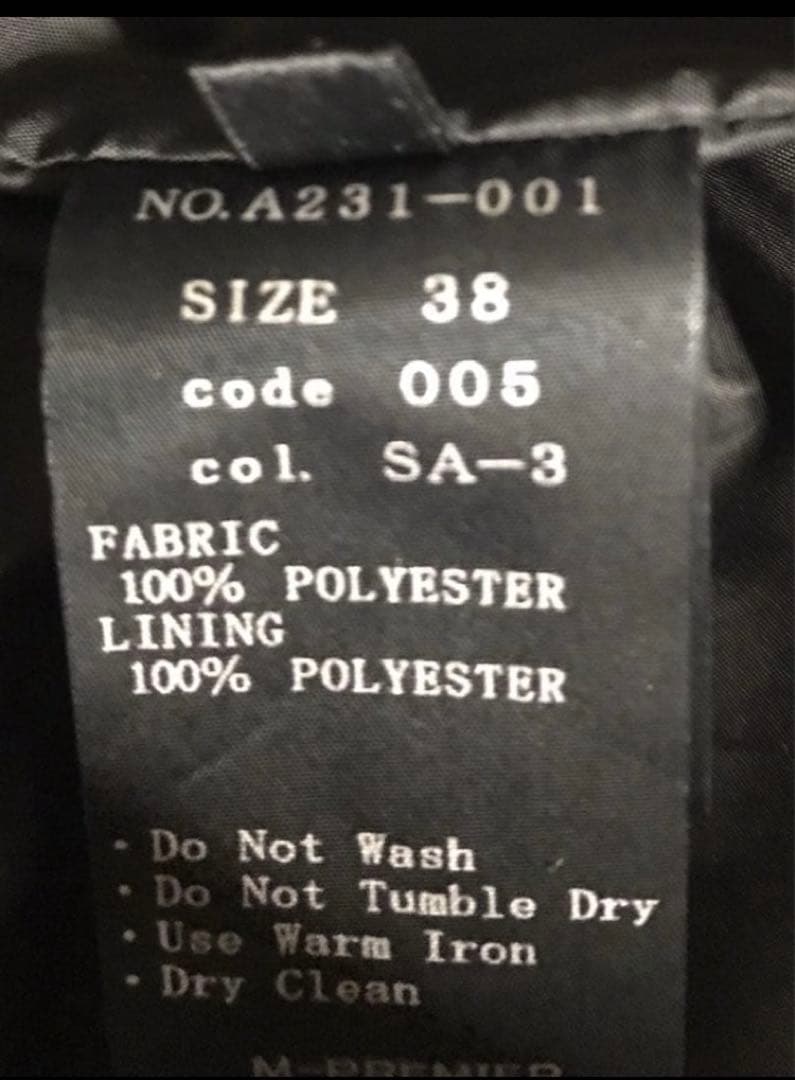 NO. A231-001
SIZE 38
code 005
col. SA-3
FABRIC
100% POLYESTER
LINING
100% POLYESTER
· Do Not Wash
· Do Not Tumble Dry
· Use Warm Iron
· Dry Clean
M-PREMIER